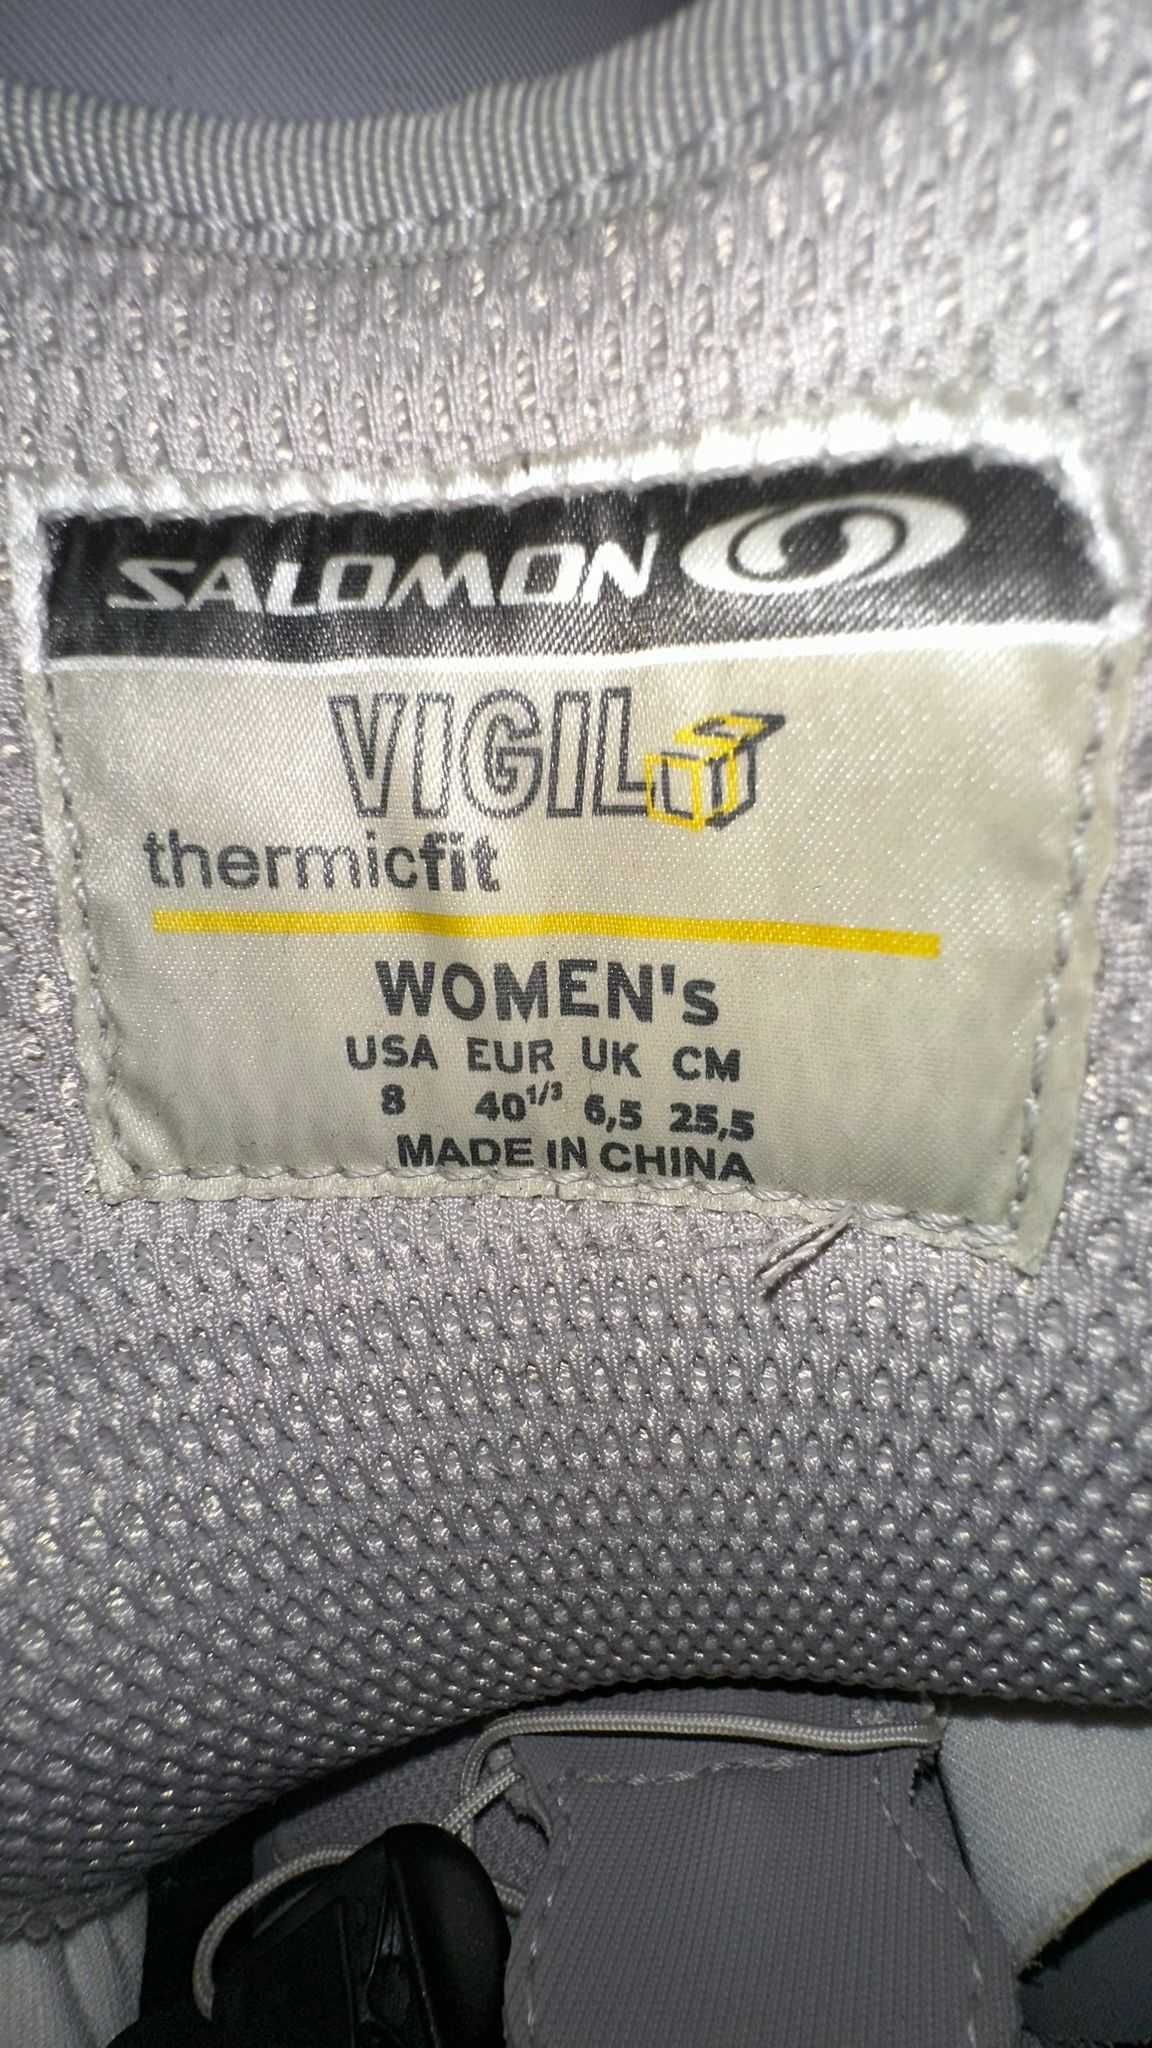 SALOMON
VIGIL
thermicfit
WOMEN's
USA EUR UK CM
8 40 1/3 6,5 25,5
MADE IN CHINA